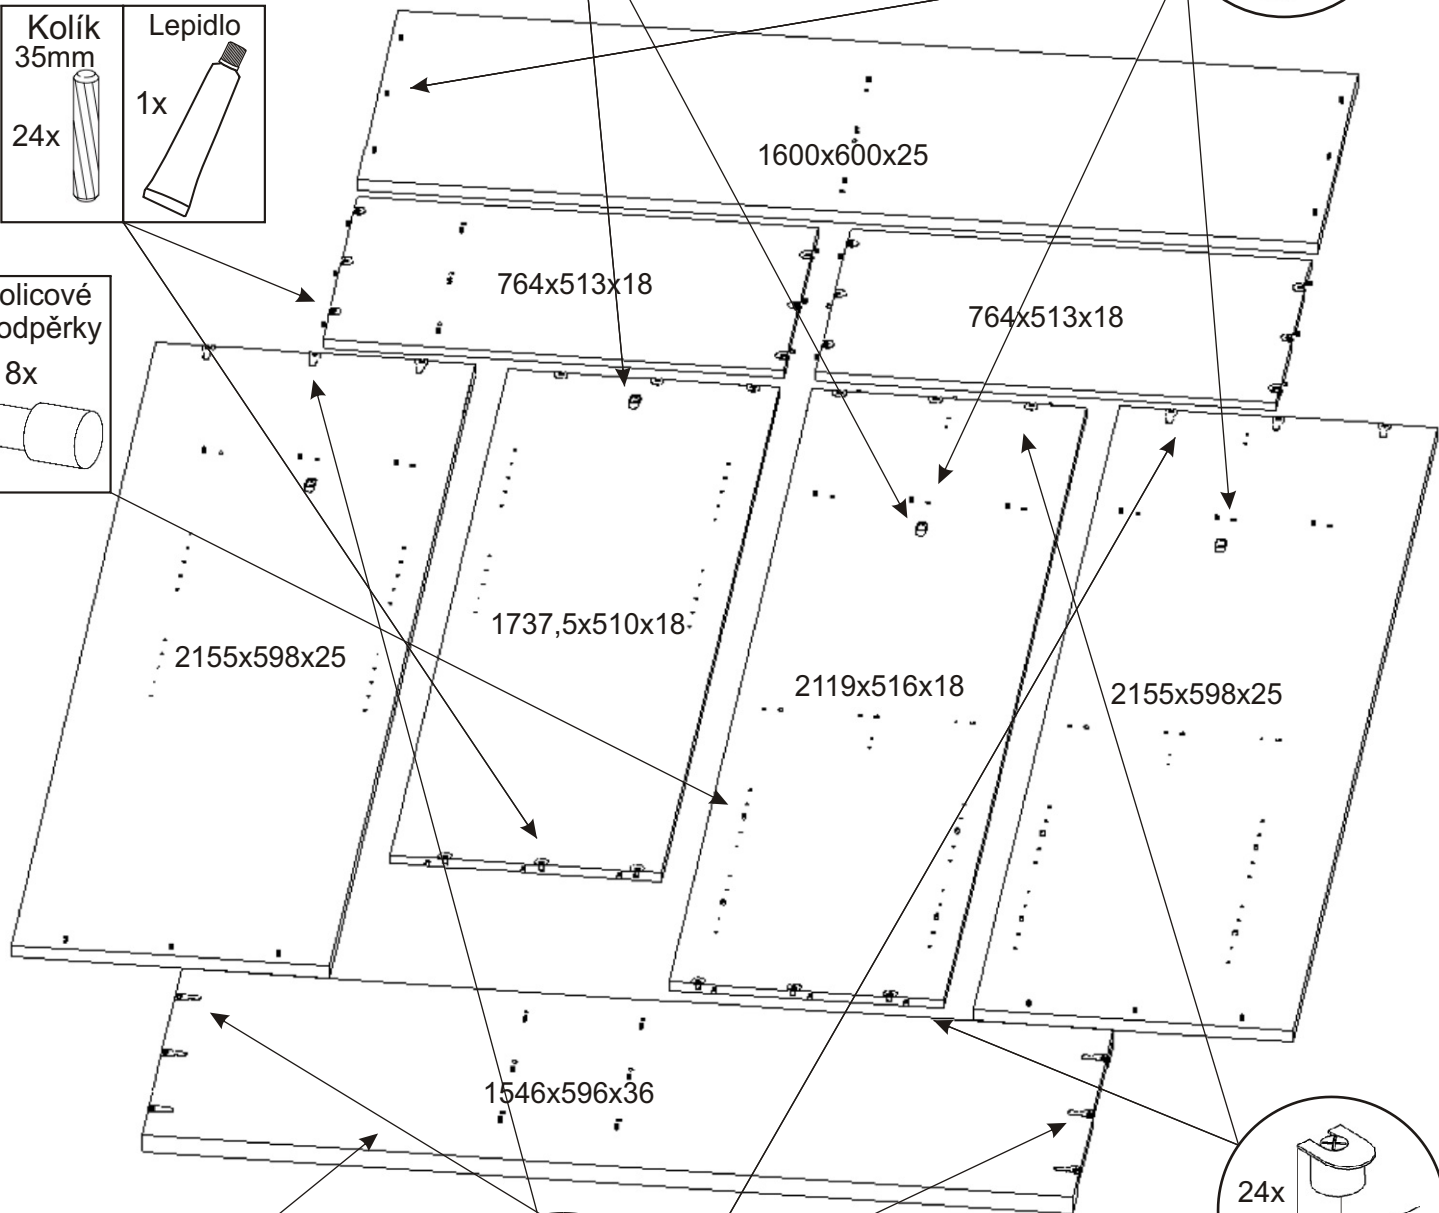 Kolík
35mm
24x
Lepidlo
1x
1600x600x25
764x513x18
764x513x18
olicové
odpěrky
8x
1737,5x510x18
2155x598x25
2119x516x18
2155x598x25
1546x596x36
24x